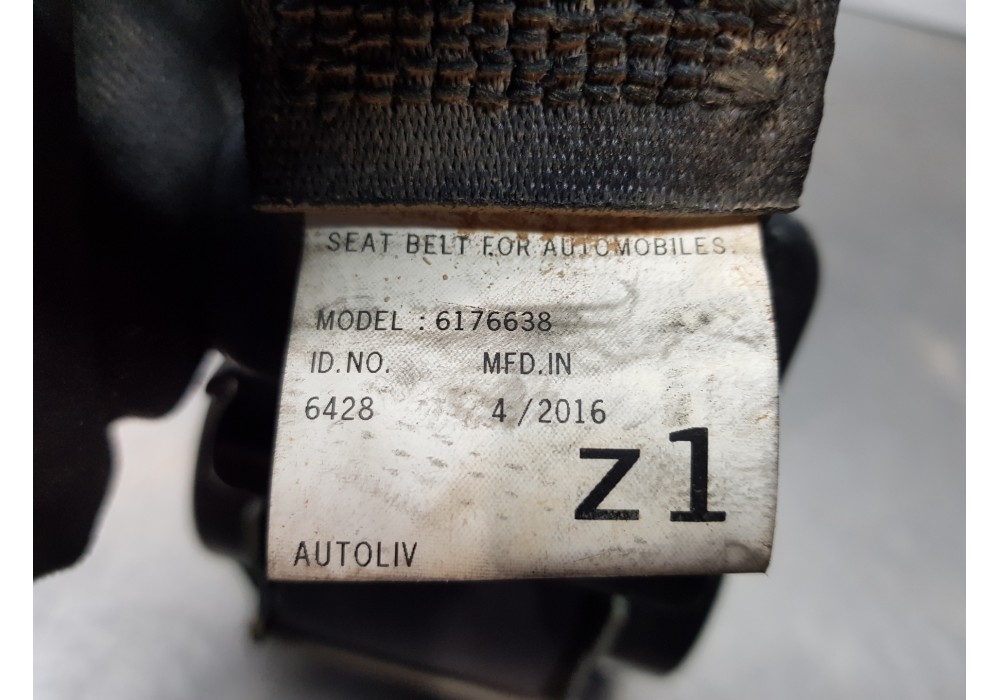 SEAT BELT FOR AUTOMOBILES.
MODEL : 6176638
ID.NO. MFD.IN
6428 4/2016
z1
AUTOLIV